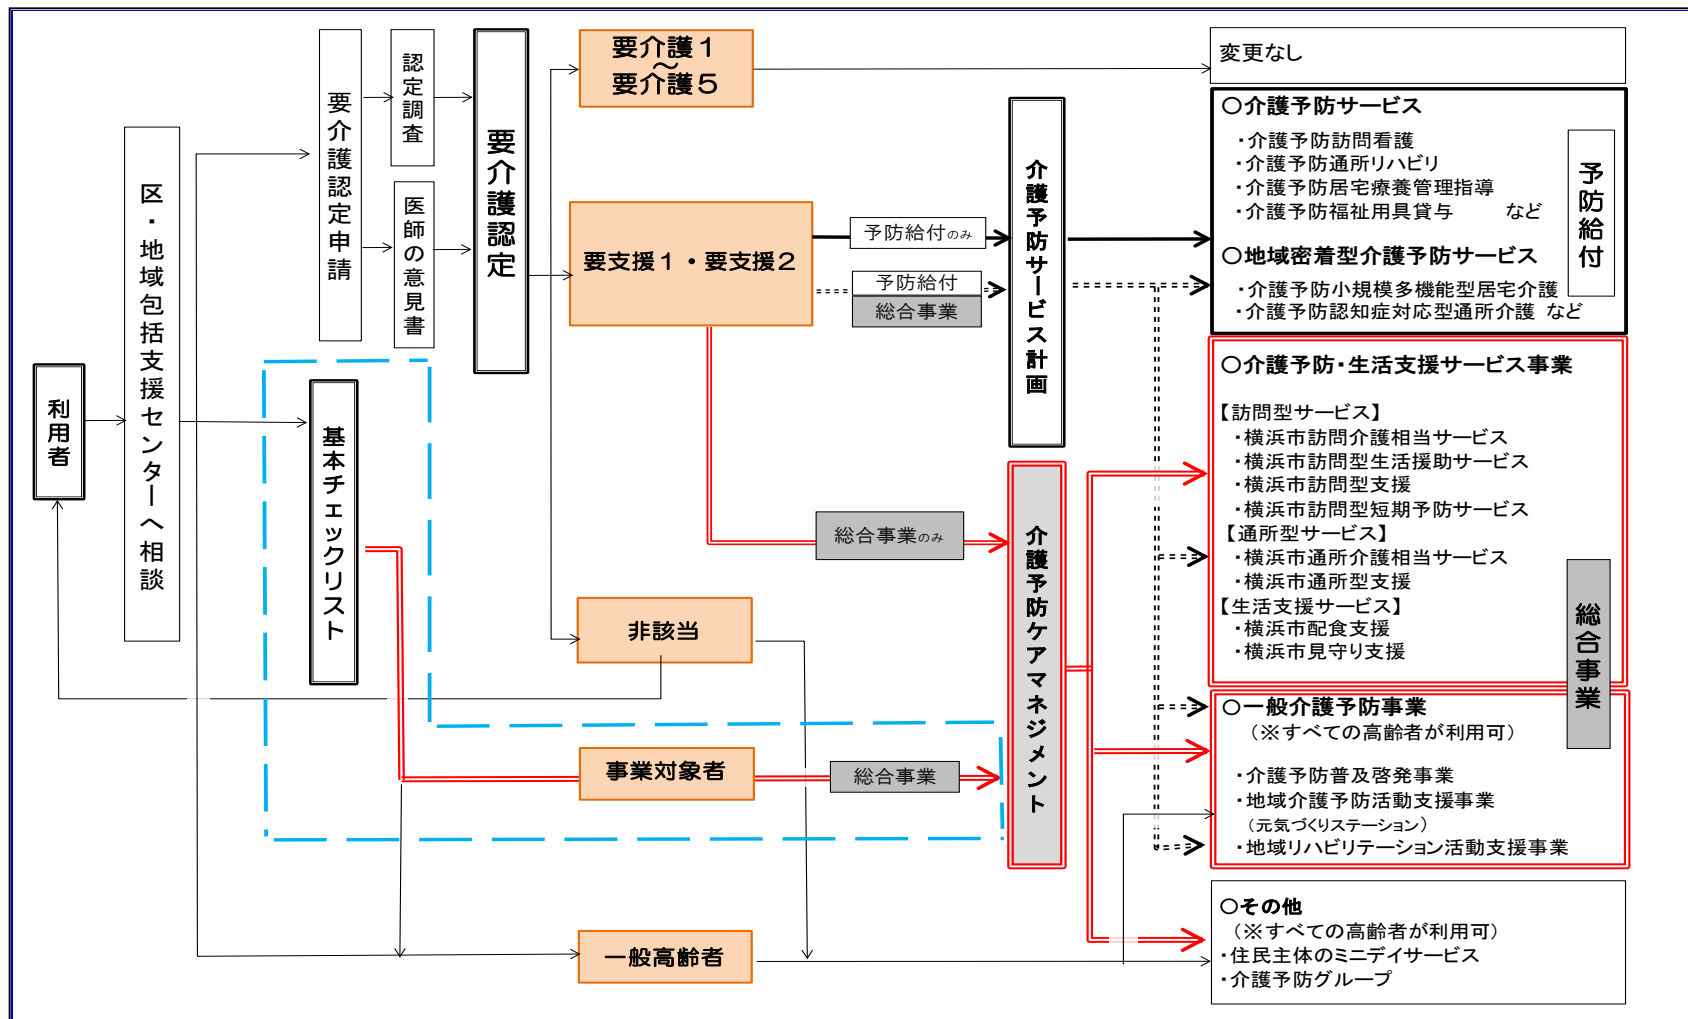 利用者
区・地域包括支援センターへ相談
要介護認定申請
認定調査
医師の意見書
要介護認定
基本チェックリスト
要介護１
～
要介護５
要支援１・要支援２
非該当
事業対象者
一般高齢者
予防給付のみ
予防給付
総合事業
総合事業のみ
総合事業
介護予防サービス計画
介護予防ケアマネジメント
変更なし
○介護予防サービス
・介護予防訪問看護
・介護予防通所リハビリ
・介護予防居宅療養管理指導
・介護予防福祉用具貸与　　など
○地域密着型介護予防サービス
・介護予防小規模多機能型居宅介護
・介護予防認知症対応型通所介護 など
予防給付
○介護予防・生活支援サービス事業
【訪問型サービス】
・横浜市訪問介護相当サービス
・横浜市訪問型生活援助サービス
・横浜市訪問型支援
・横浜市訪問型短期予防サービス
【通所型サービス】
・横浜市通所介護相当サービス
・横浜市通所型支援
【生活支援サービス】
・横浜市配食支援
・横浜市見守り支援
総合事業
○一般介護予防事業
（※すべての高齢者が利用可）
・介護予防普及啓発事業
・地域介護予防活動支援事業
（元気づくりステーション）
・地域リハビリテーション活動支援事業
○その他
（※すべての高齢者が利用可）
・住民主体のミニデイサービス
・介護予防グループ